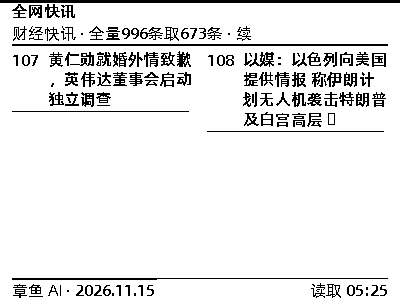 全网快讯
财经快讯 · 全量996条取673条 · 续
107 黄仁勋就婚外情致歉
，英伟达董事会启动
独立调查
108 以媒：以色列向美国
提供情报 称伊朗计
划无人机袭击特朗普
及白宫高层
章鱼 AI · 2026.11.15
读取 05:25